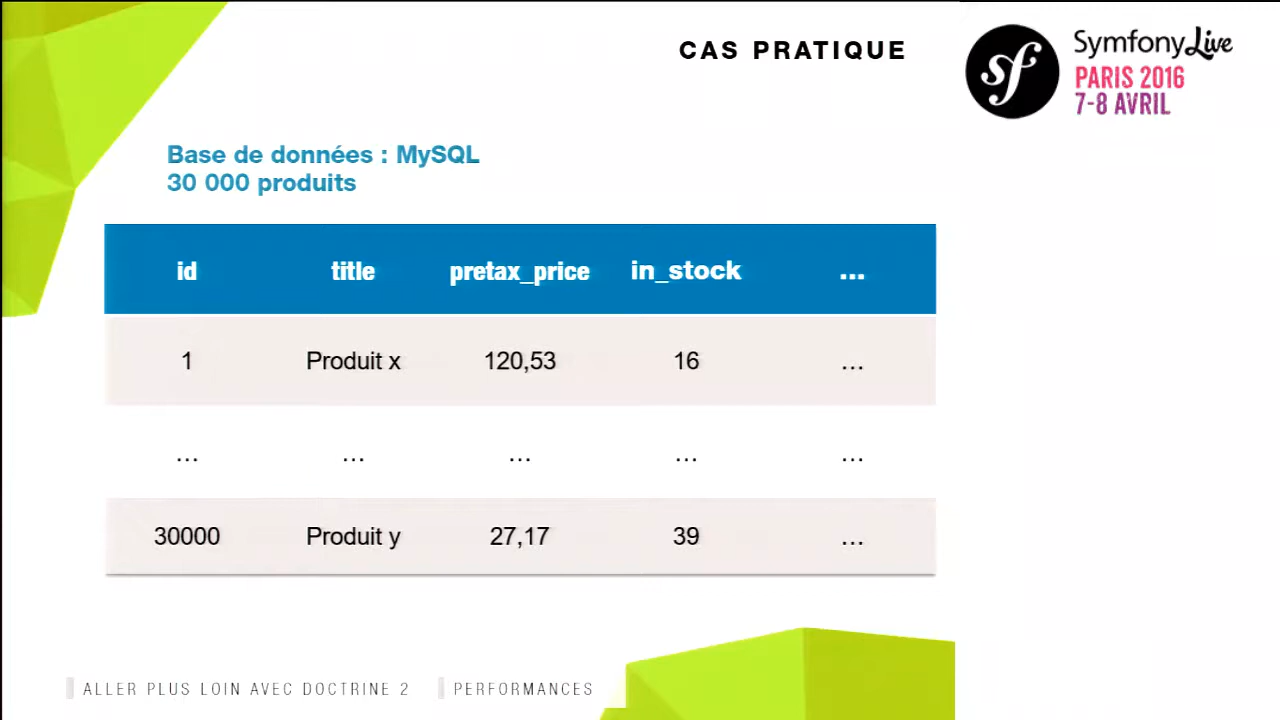 CAS PRATIQUE
sf
SymfonyLive
PARIS 2016
7-8 AVRIL
Base de données : MySQL
30 000 produits
id title pretax_price in_stock ...
1 Produit x 120,53 16 ...
... ... ... ... ...
30000 Produit y 27,17 39 ...
ALLER PLUS LOIN AVEC DOCTRINE 2 PERFORMANCES